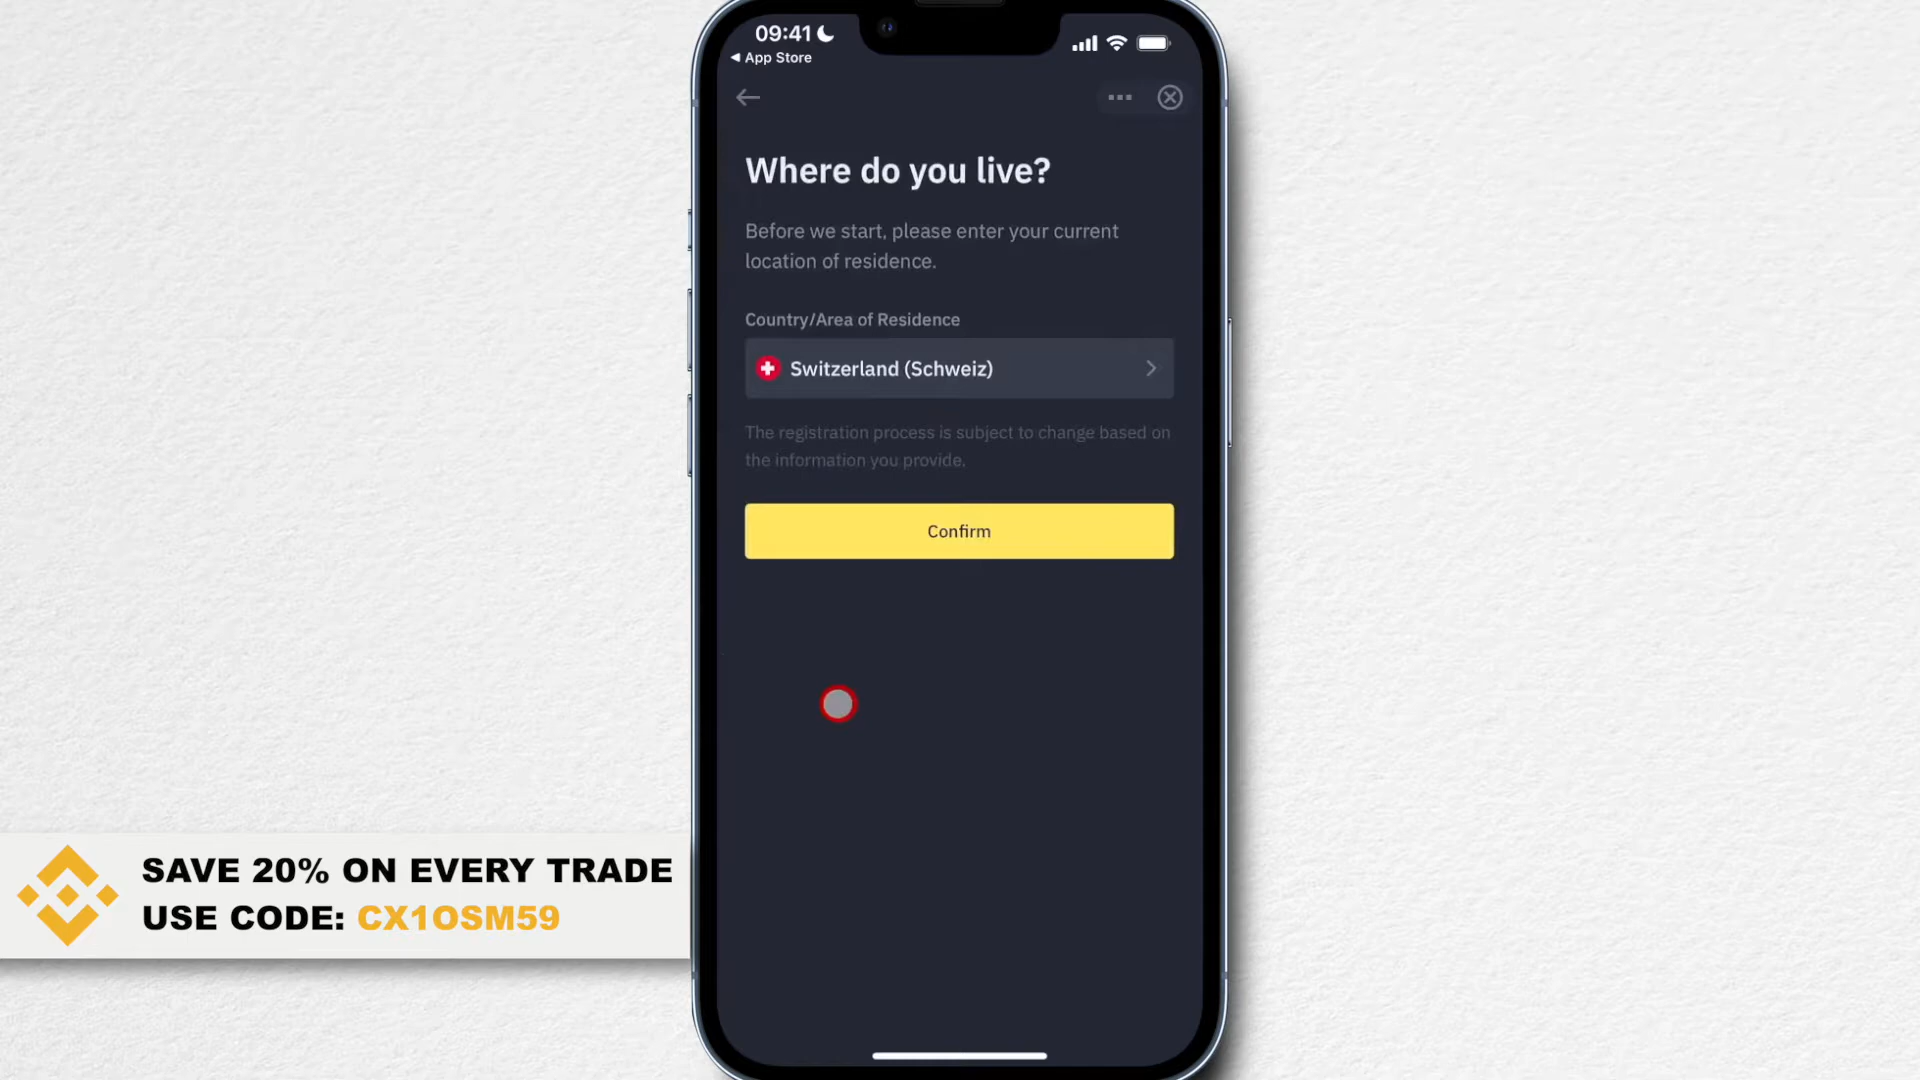 09:41
◀ App Store
Where do you live?
Before we start, please enter your current
location of residence.
Country/Area of Residence
Switzerland (Schweiz)
The registration process is subject to change based on
the information you provide.
Confirm
SAVE 20% ON EVERY TRADE
USE CODE: CX1OSM59